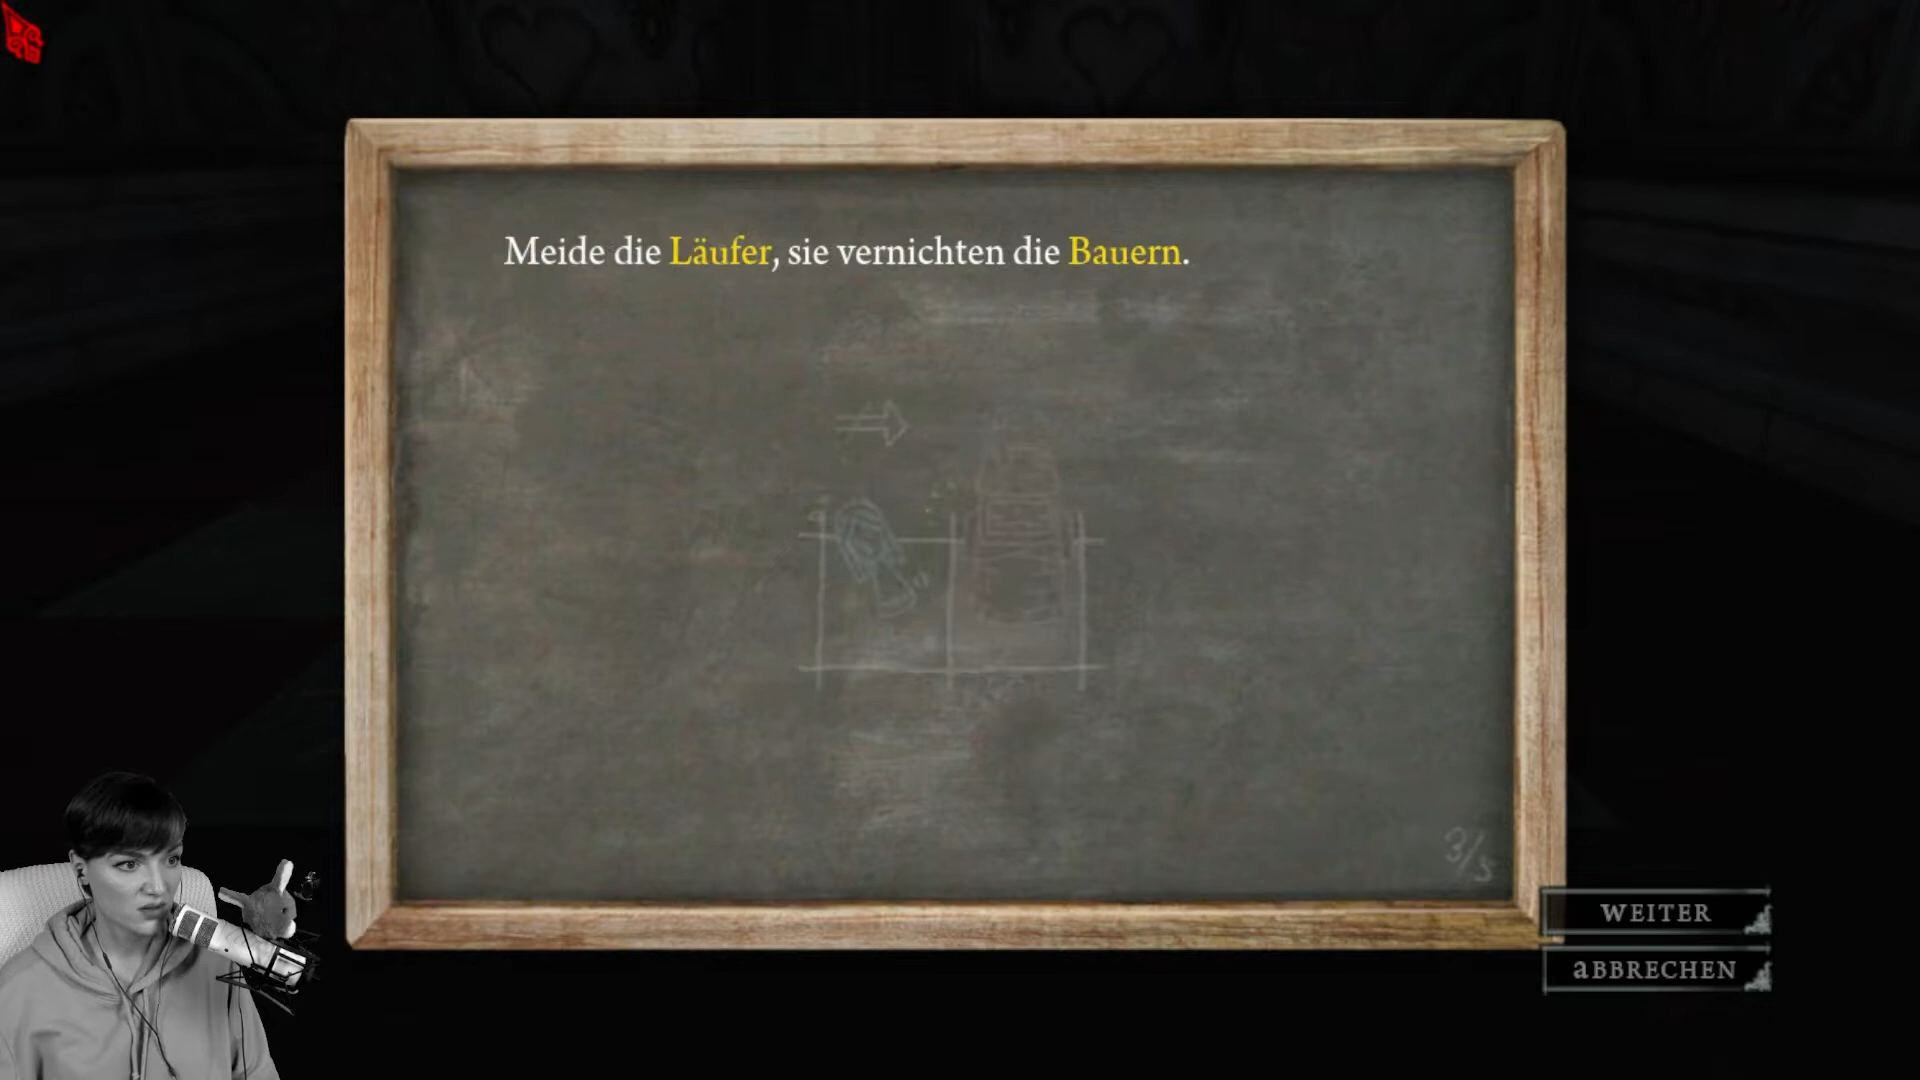 Meide die Läufer, sie vernichten die Bauern.
3/5
WEITER
aBBRECHEN